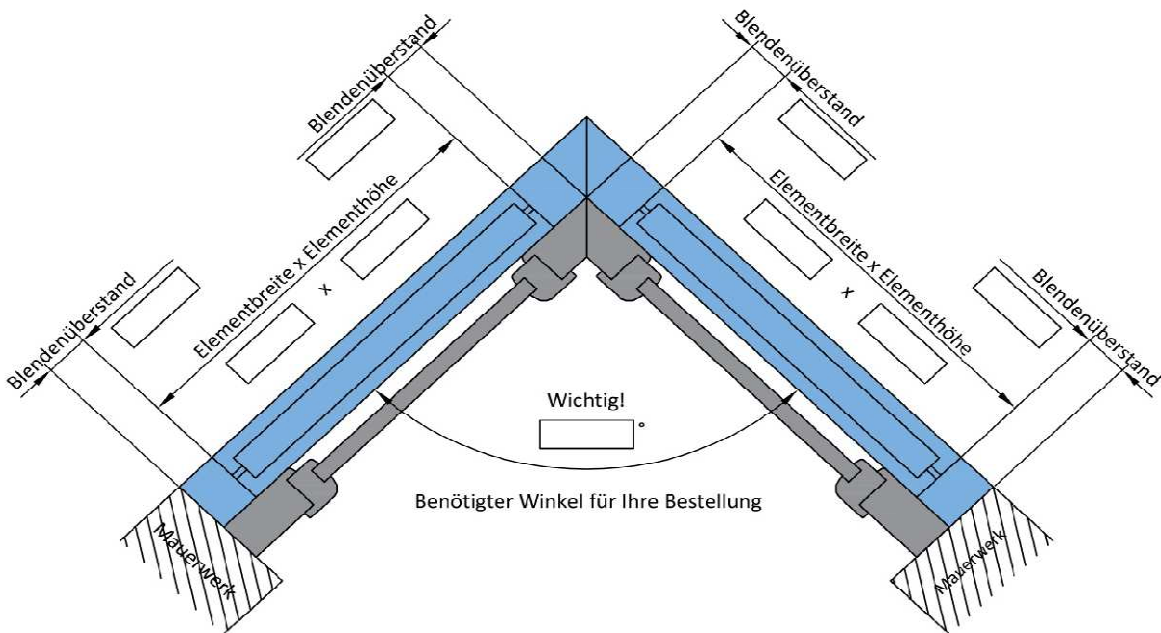 Blendenüberstand
Elementbreite x Elementhöhe
x
Blendenüberstand
Blendenüberstand
Elementbreite x Elementhöhe
x
Blendenüberstand
Wichtig!
°
Benötigter Winkel für Ihre Bestellung
Mauerwerk
Mauerwerk